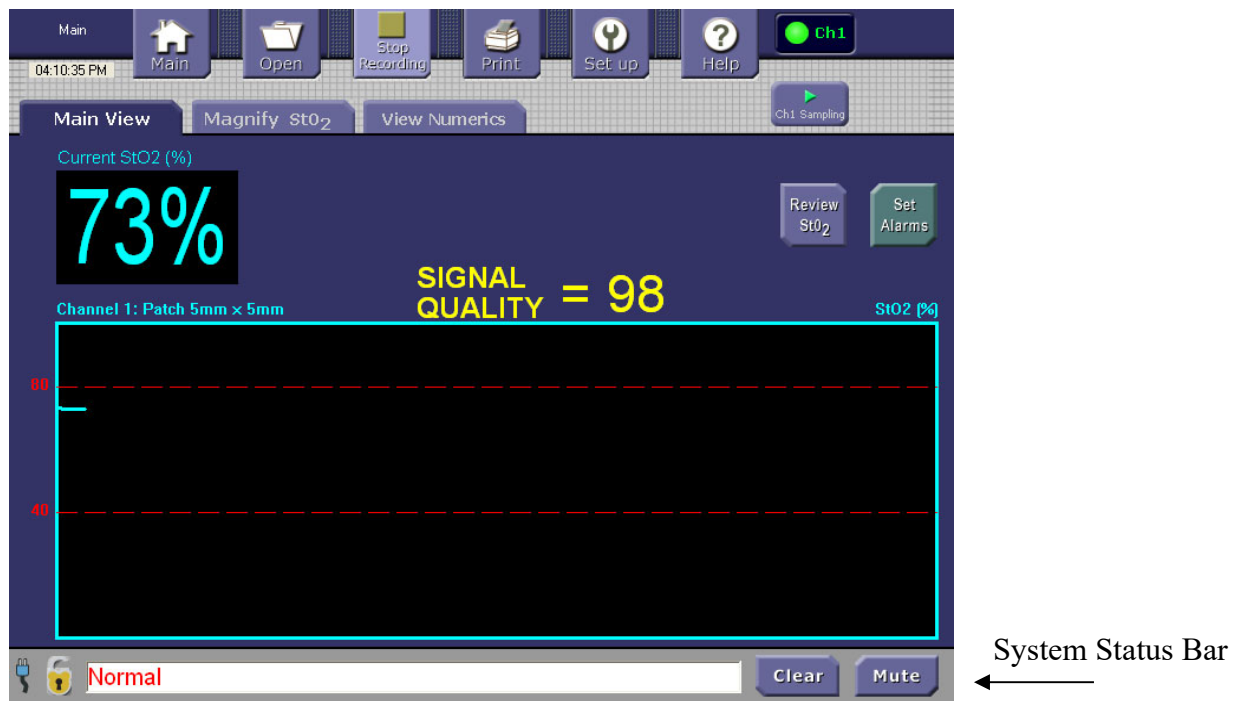 Main
Main
Open
Stop
Recording
Print
Set up
Help
Ch1
04:10:35 PM
Ch1 Sampling
Main View
Magnify StO2
View Numerics
Current StO2 (%)
73%
Review
StO2
Set
Alarms
SIGNAL
QUALITY = 98
Channel 1: Patch 5mm x 5mm
StO2 (%)
80
40
System Status Bar
Normal
Clear
Mute